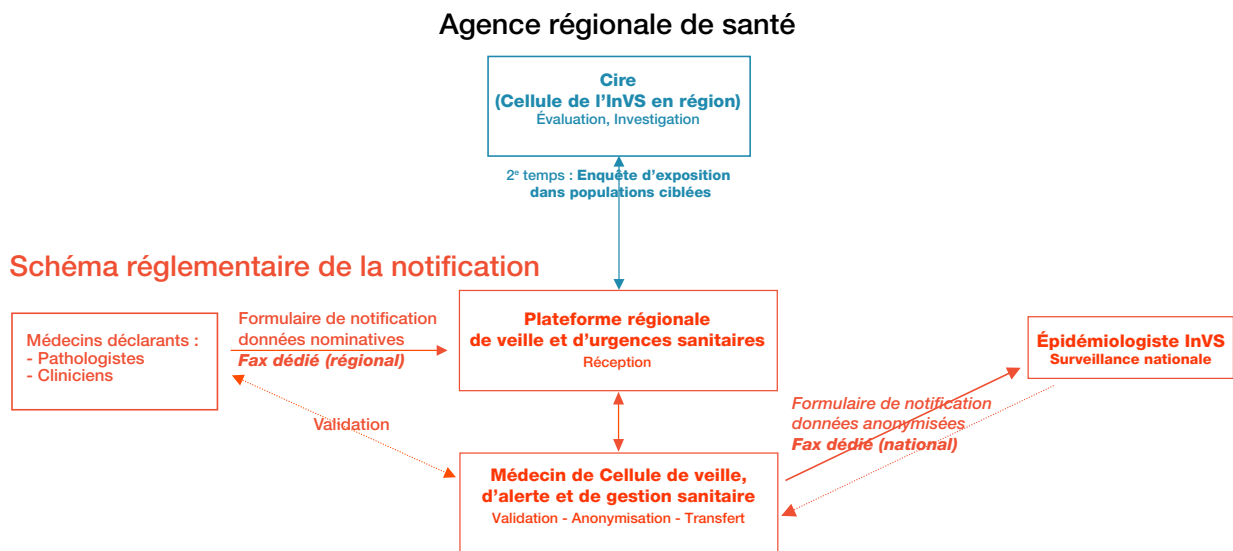 Agence régionale de santé
Cire
(Cellule de l’InVS en région)
Évaluation, Investigation
2e temps : Enquête d’exposition
dans populations ciblées
Schéma réglementaire de la notification
Médecins déclarants :
- Pathologistes
- Cliniciens
Formulaire de notification
données nominatives
Fax dédié (régional)
Plateforme régionale
de veille et d’urgences sanitaires
Réception
Épidémiologiste InVS
Surveillance nationale
Validation
Formulaire de notification
données anonymisées
Fax dédié (national)
Médecin de Cellule de veille,
d’alerte et de gestion sanitaire
Validation - Anonymisation - Transfert